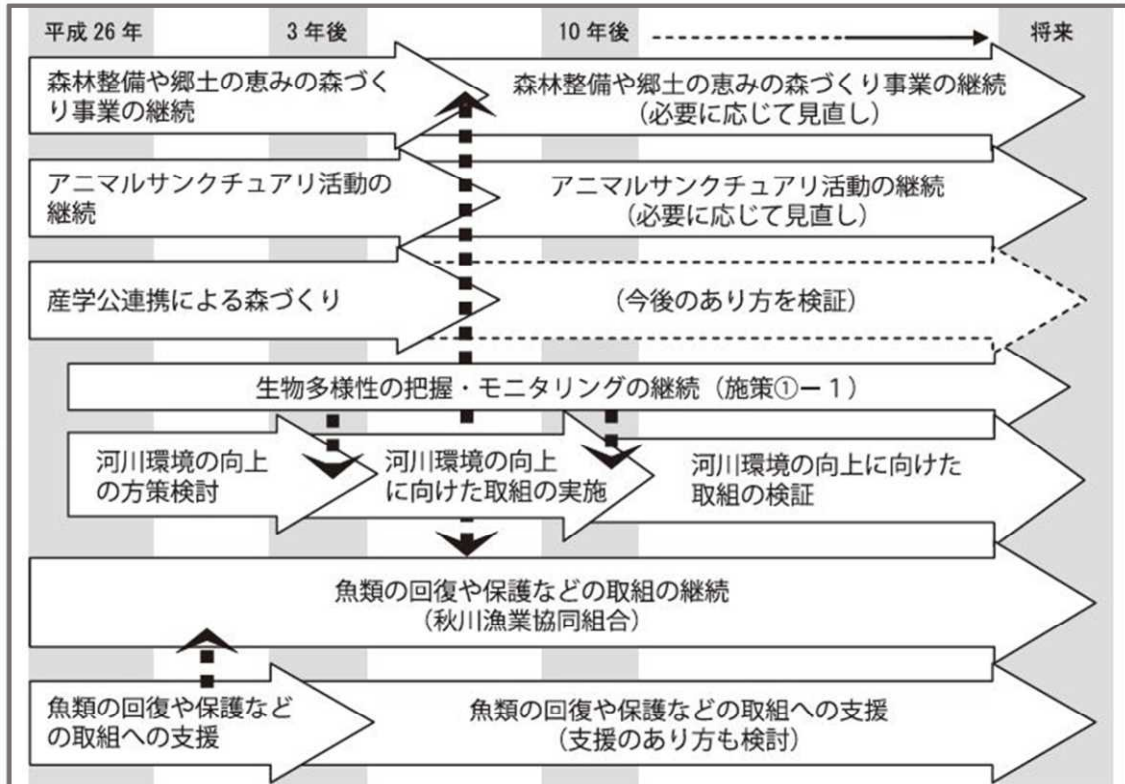 平成 26 年
3 年後
10 年後
将来
森林整備や郷土の恵みの森づく
り事業の継続
森林整備や郷土の恵みの森づくり事業の継続
(必要に応じて見直し)
アニマルサンクチュアリ活動の
継続
アニマルサンクチュアリ活動の継続
(必要に応じて見直し)
産学公連携による森づくり
(今後のあり方を検証)
生物多様性の把握・モニタリングの継続(施策①-1)
河川環境の向上
の方策検討
河川環境の向上
に向けた取組の実施
河川環境の向上に向けた
取組の検証
魚類の回復や保護などの取組の継続
(秋川漁業協同組合)
魚類の回復や保護など
の取組への支援
魚類の回復や保護などの取組への支援
(支援のあり方も検討)